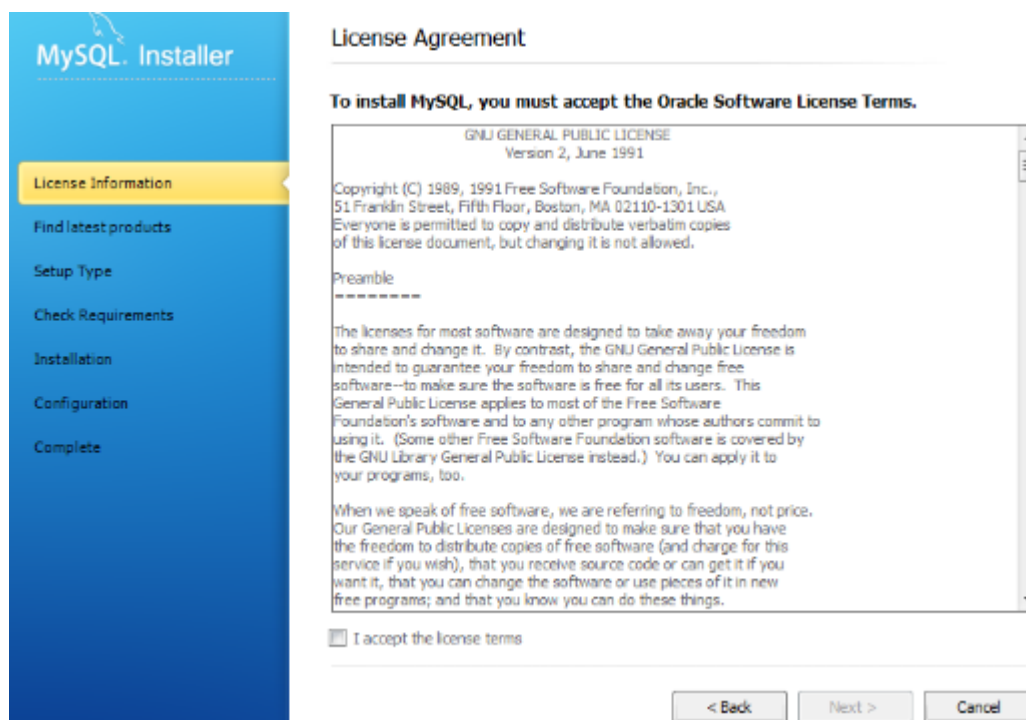 MySQL. Installer
License Information
Find latest products
Setup Type
Check Requirements
Installation
Configuration
Complete
License Agreement
To install MySQL, you must accept the Oracle Software License Terms.
GNU GENERAL PUBLIC LICENSE
Version 2, June 1991
Copyright (C) 1989, 1991 Free Software Foundation, Inc.,
51 Franklin Street, Fifth Floor, Boston, MA 02110-1301 USA
Everyone is permitted to copy and distribute verbatim copies
of this license document, but changing it is not allowed.
Preamble
========
The licenses for most software are designed to take away your freedom
to share and change it. By contrast, the GNU General Public License is
intended to guarantee your freedom to share and change free
software--to make sure the software is free for all its users. This
General Public License applies to most of the Free Software
Foundation's software and to any other program whose authors commit to
using it. (Some other Free Software Foundation software is covered by
the GNU Library General Public License instead.) You can apply it to
your programs, too.
When we speak of free software, we are referring to freedom, not price.
Our General Public Licenses are designed to make sure that you have
the freedom to distribute copies of free software (and charge for this
service if you wish), that you receive source code or can get it if you
want it, that you can change the software or use pieces of it in new
free programs; and that you know you can do these things.
I accept the license terms
< Back
Next >
Cancel